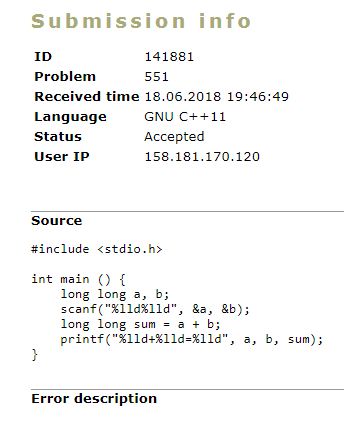 Submission info
ID 141881
Problem 551
Received time 18.06.2018 19:46:49
Language GNU C++11
Status Accepted
User IP 158.181.170.120
Source
#include <stdio.h>
int main () {
    long long a, b;
    scanf("%lld%lld", &a, &b);
    long long sum = a + b;
    printf("%lld+%lld=%lld", a, b, sum);
}
Error description